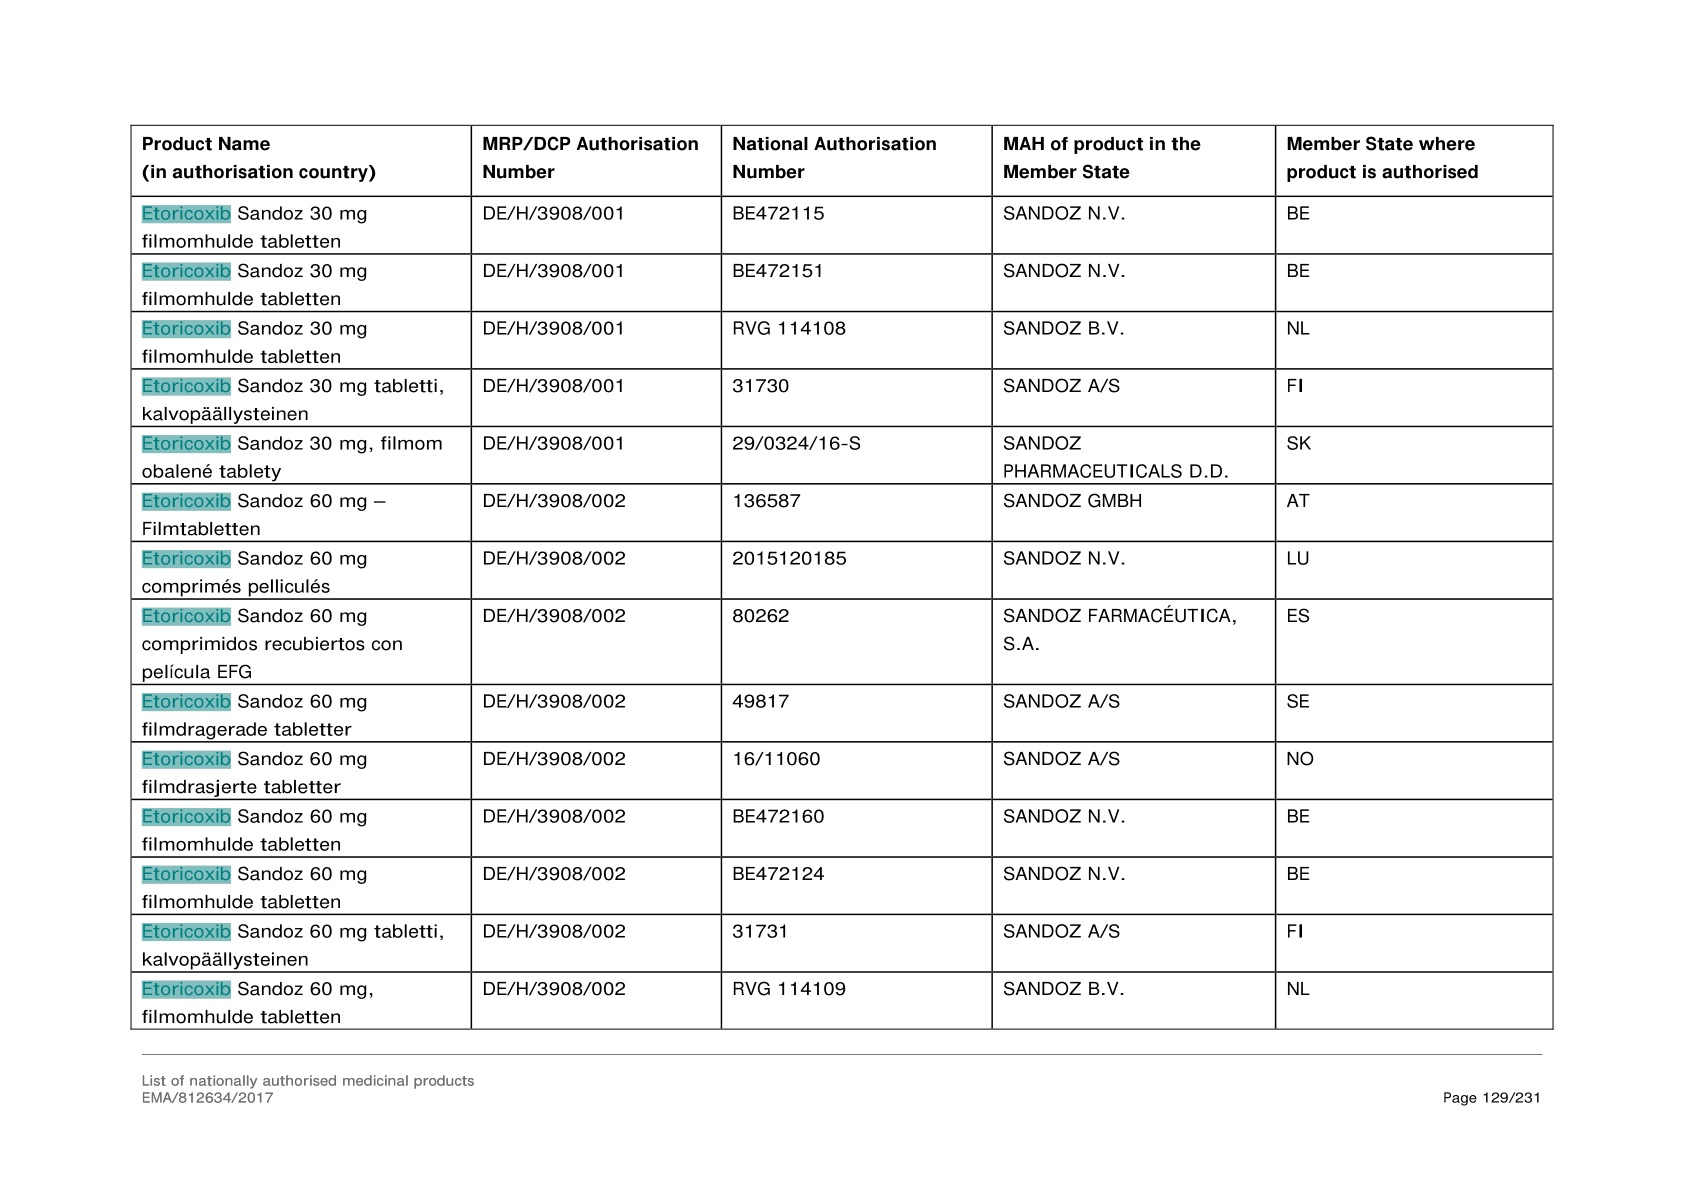 Product Name
(in authorisation country)
MRP/DCP Authorisation
Number
National Authorisation
Number
MAH of product in the
Member State
Member State where
product is authorised
Etoricoxib Sandoz 30 mg
filmomhulde tabletten
DE/H/3908/001
BE472115
SANDOZ N.V.
BE
Etoricoxib Sandoz 30 mg
filmomhulde tabletten
DE/H/3908/001
BE472151
SANDOZ N.V.
BE
Etoricoxib Sandoz 30 mg
filmomhulde tabletten
DE/H/3908/001
RVG 114108
SANDOZ B.V.
NL
Etoricoxib Sandoz 30 mg tabletti,
kalvopäällysteinen
DE/H/3908/001
31730
SANDOZ A/S
FI
Etoricoxib Sandoz 30 mg, filmom
obalené tablety
DE/H/3908/001
29/0324/16-S
SANDOZ
PHARMACEUTICALS D.D.
SK
Etoricoxib Sandoz 60 mg –
Filmtabletten
DE/H/3908/002
136587
SANDOZ GMBH
AT
Etoricoxib Sandoz 60 mg
comprimés pelliculés
DE/H/3908/002
2015120185
SANDOZ N.V.
LU
Etoricoxib Sandoz 60 mg
comprimidos recubiertos con
película EFG
DE/H/3908/002
80262
SANDOZ FARMACÉUTICA,
S.A.
ES
Etoricoxib Sandoz 60 mg
filmdragerade tabletter
DE/H/3908/002
49817
SANDOZ A/S
SE
Etoricoxib Sandoz 60 mg
filmdrasjerte tabletter
DE/H/3908/002
16/11060
SANDOZ A/S
NO
Etoricoxib Sandoz 60 mg
filmomhulde tabletten
DE/H/3908/002
BE472160
SANDOZ N.V.
BE
Etoricoxib Sandoz 60 mg
filmomhulde tabletten
DE/H/3908/002
BE472124
SANDOZ N.V.
BE
Etoricoxib Sandoz 60 mg tabletti,
kalvopäällysteinen
DE/H/3908/002
31731
SANDOZ A/S
FI
Etoricoxib Sandoz 60 mg,
filmomhulde tabletten
DE/H/3908/002
RVG 114109
SANDOZ B.V.
NL
List of nationally authorised medicinal products
EMA/812634/2017
Page 129/231